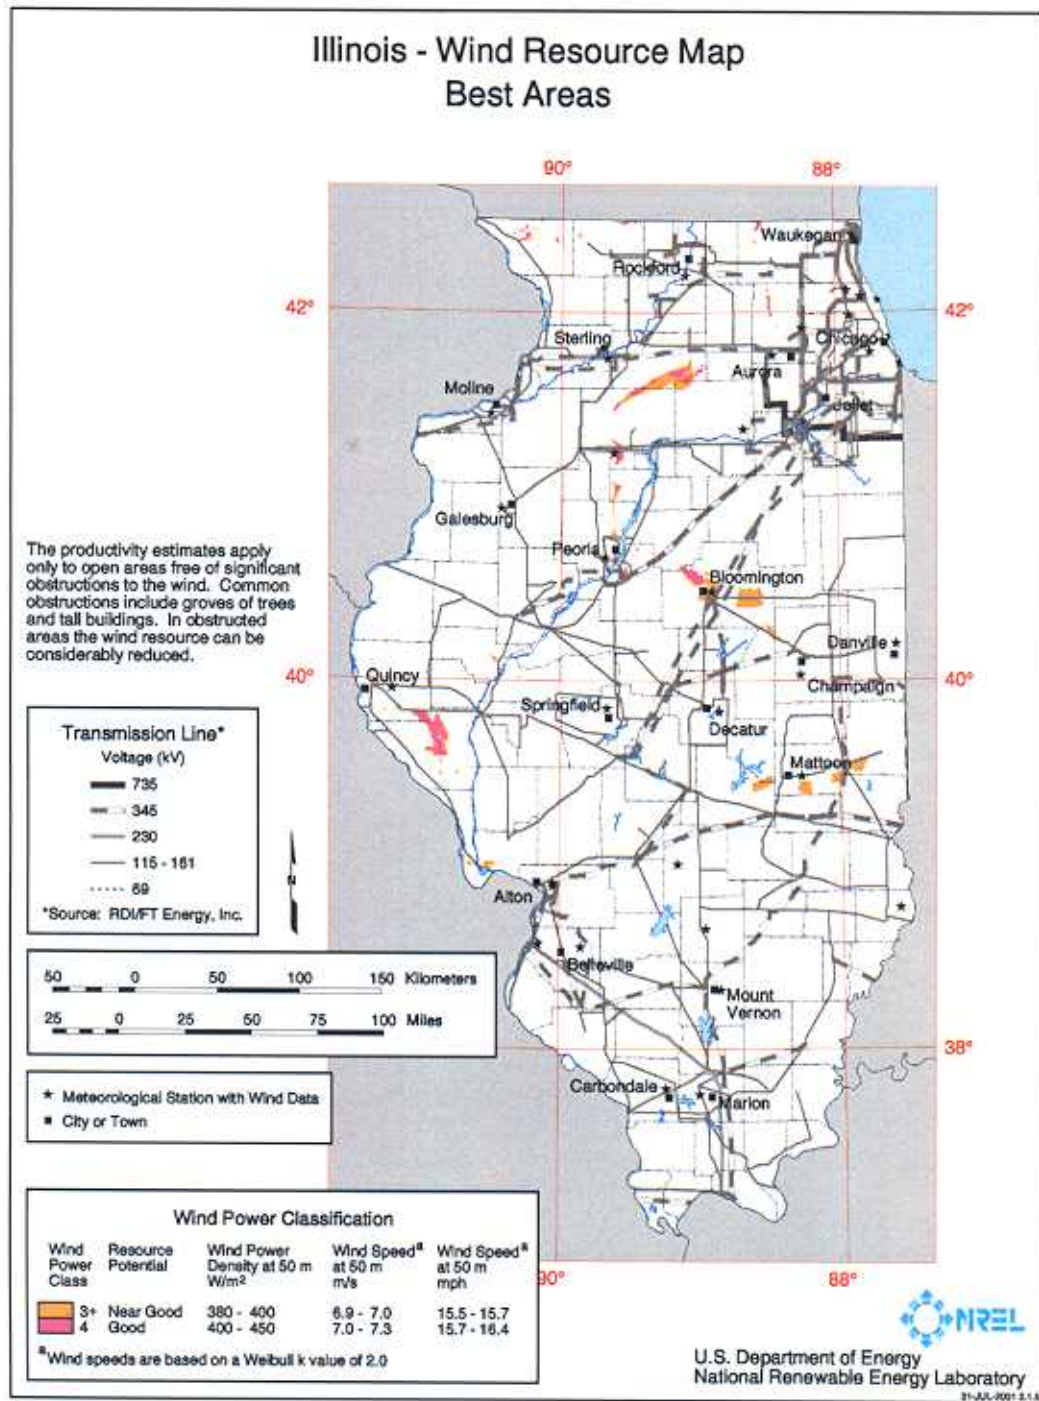 Illinois - Wind Resource Map
Best Areas
90° 88°
Waukegan
Rockford
42° 42°
Sterling
Chicago
Aurora
Moline
Joliet
Galesburg
Peoria
Bloomington
Danville
Champaign
40° 40°
Quincy
Springfield
Decatur
Mattoon
Alton
Belleville
Mount
Vernon
38°
Carbondale
Marion
90° 88°
The productivity estimates apply
only to open areas free of significant
obstructions to the wind. Common
obstructions include groves of trees
and tall buildings. In obstructed
areas the wind resource can be
considerably reduced.
Transmission Line*
Voltage (kV)
735
345
230
115 - 161
69
*Source: RDI/FT Energy, Inc.
N
50 0 50 100 150 Kilometers
25 0 25 50 75 100 Miles
Meteorological Station with Wind Data
City or Town
Wind Power Classification
Wind Resource Wind Power Wind Speedᵃ Wind Speedᵃ
Power Potential Density at 50 m at 50 m at 50 m
Class W/m² m/s mph
3+ Near Good 380 - 400 6.9 - 7.0 15.5 - 15.7
4 Good 400 - 450 7.0 - 7.3 15.7 - 16.4
ᵃWind speeds are based on a Weibull k value of 2.0
NREL
U.S. Department of Energy
National Renewable Energy Laboratory